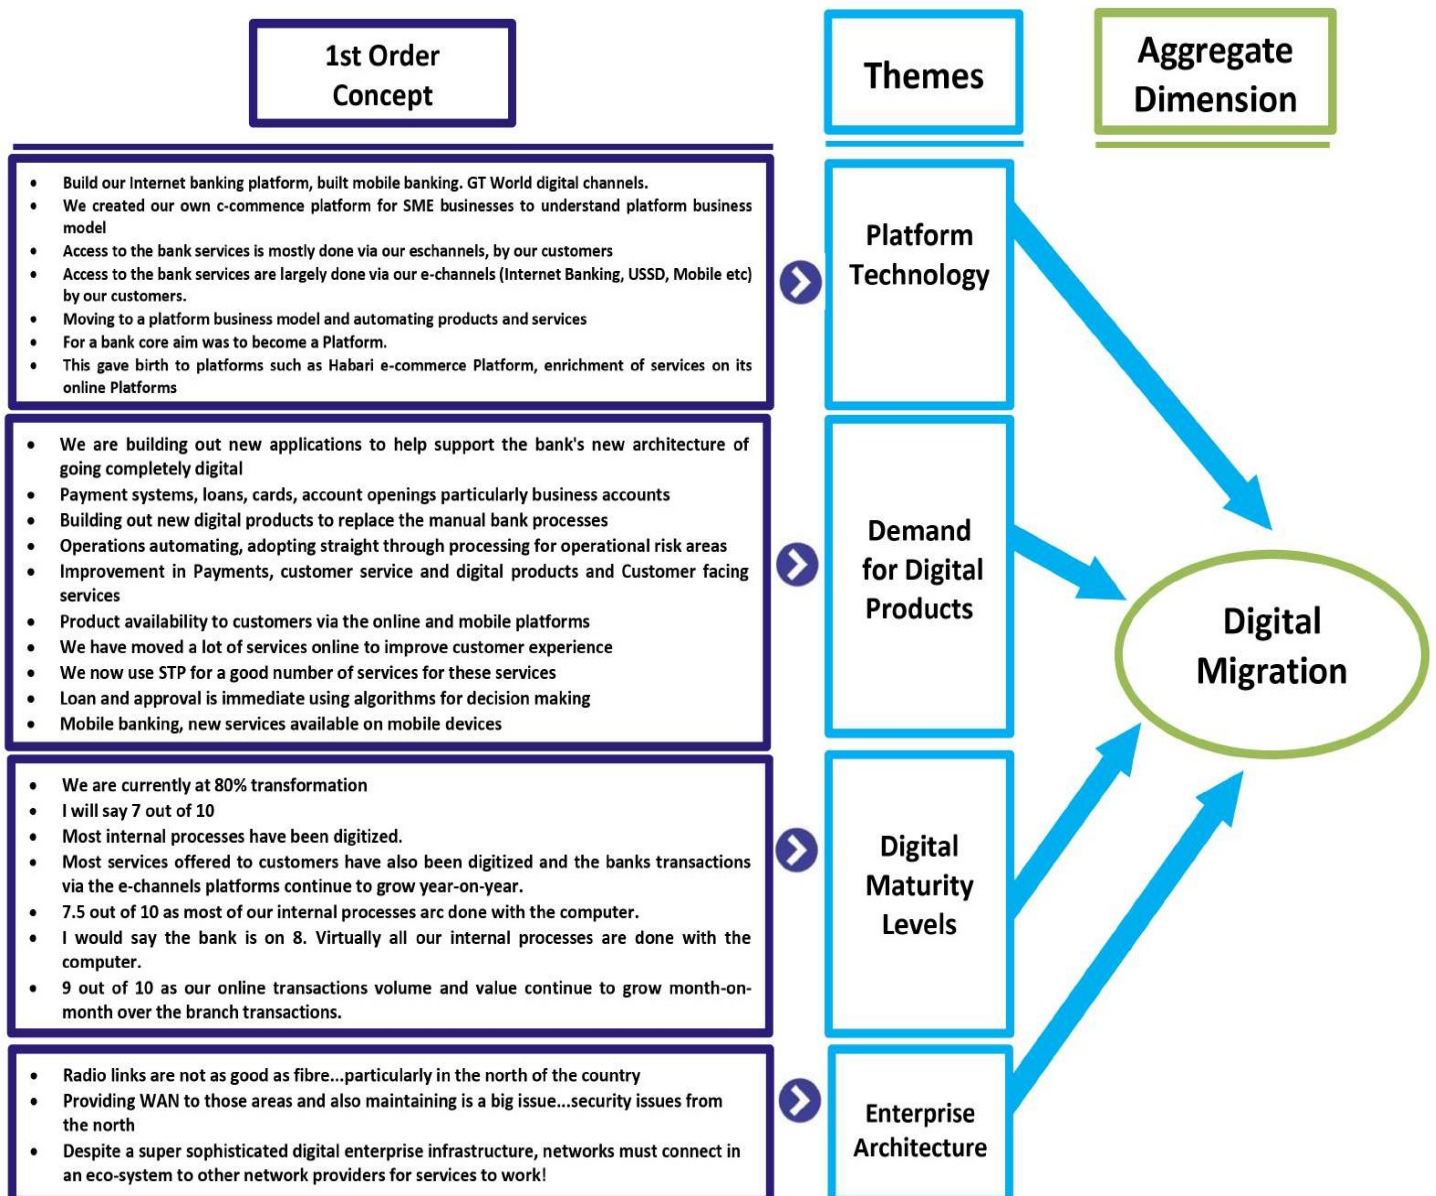 1st Order
Concept
Themes
Aggregate
Dimension
• Build our Internet banking platform, built mobile banking. GT World digital channels.
• We created our own c-commence platform for SME businesses to understand platform business
model
• Access to the bank services is mostly done via our eschannels, by our customers
• Access to the bank services are largely done via our e-channels (Internet Banking, USSD, Mobile etc)
by our customers.
• Moving to a platform business model and automating products and services
• For a bank core aim was to become a Platform.
• This gave birth to platforms such as Habari e-commerce Platform, enrichment of services on its
online Platforms
Platform
Technology
• We are building out new applications to help support the bank's new architecture of
going completely digital
• Payment systems, loans, cards, account openings particularly business accounts
• Building out new digital products to replace the manual bank processes
• Operations automating, adopting straight through processing for operational risk areas
• Improvement in Payments, customer service and digital products and Customer facing
services
• Product availability to customers via the online and mobile platforms
• We have moved a lot of services online to improve customer experience
• We now use STP for a good number of services for these services
• Loan and approval is immediate using algorithms for decision making
• Mobile banking, new services available on mobile devices
Demand
for Digital
Products
Digital
Migration
• We are currently at 80% transformation
• I will say 7 out of 10
• Most internal processes have been digitized.
• Most services offered to customers have also been digitized and the banks transactions
via the e-channels platforms continue to grow year-on-year.
• 7.5 out of 10 as most of our internal processes arc done with the computer.
• I would say the bank is on 8. Virtually all our internal processes are done with the
computer.
• 9 out of 10 as our online transactions volume and value continue to grow month-on-
month over the branch transactions.
Digital
Maturity
Levels
• Radio links are not as good as fibre...particularly in the north of the country
• Providing WAN to those areas and also maintaining is a big issue...security issues from
the north
• Despite a super sophisticated digital enterprise infrastructure, networks must connect in
an eco-system to other network providers for services to work!
Enterprise
Architecture